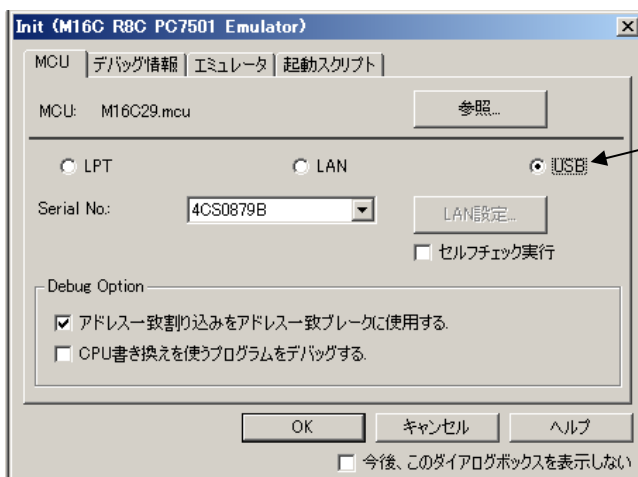 Init (M16C R8C PC7501 Emulator)
MCU デバッグ情報 エミュレータ 起動スクリプト
MCU: M16C29.mcu 参照...
LPT LAN USB
Serial No.: 4CS0879B LAN設定...
セルフチェック実行
Debug Option
アドレス一致割り込みをアドレス一致ブレークに使用する.
CPU書き換えを使うプログラムをデバッグする.
OK キャンセル ヘルプ
今後、このダイアログボックスを表示しない